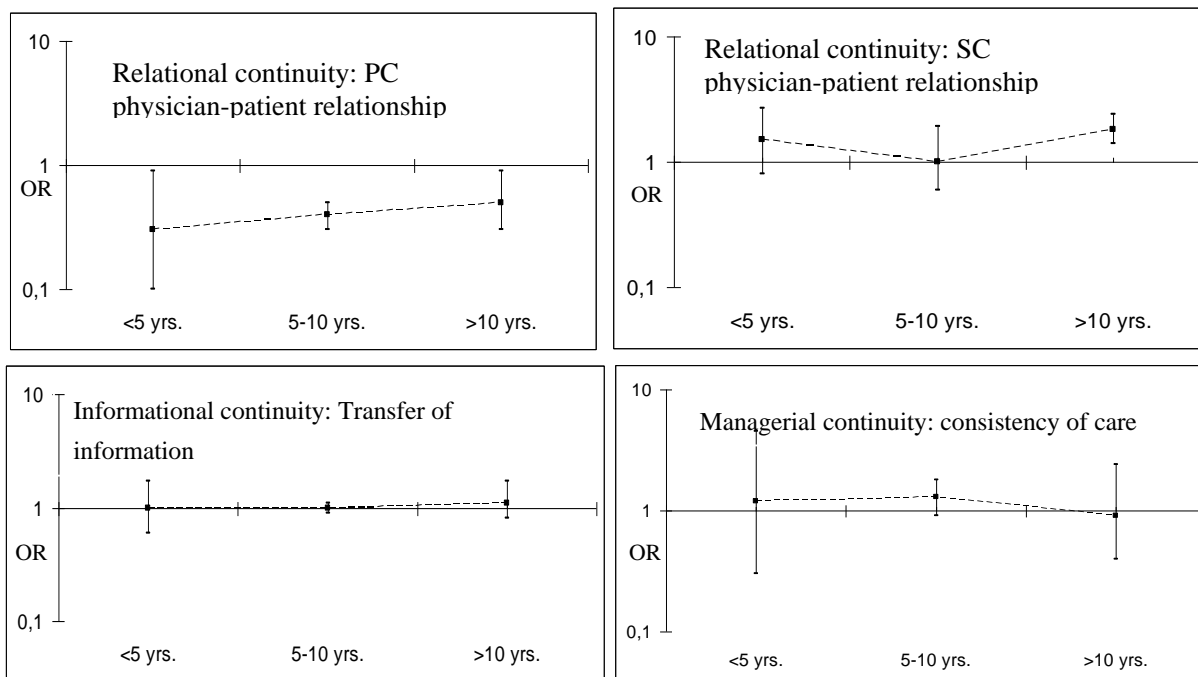 10
Relational continuity: PC
physician-patient relationship
1
OR
0,1
<5 yrs.
5-10 yrs.
>10 yrs.
10
Relational continuity: SC
physician-patient relationship
1
OR
0,1
<5 yrs.
5-10 yrs.
>10 yrs.
10
Informational continuity: Transfer of
information
1
OR
0,1
<5 yrs.
5-10 yrs.
>10 yrs.
10
Managerial continuity: consistency of care
1
OR
0,1
<5 yrs.
5-10 yrs.
>10 yrs.